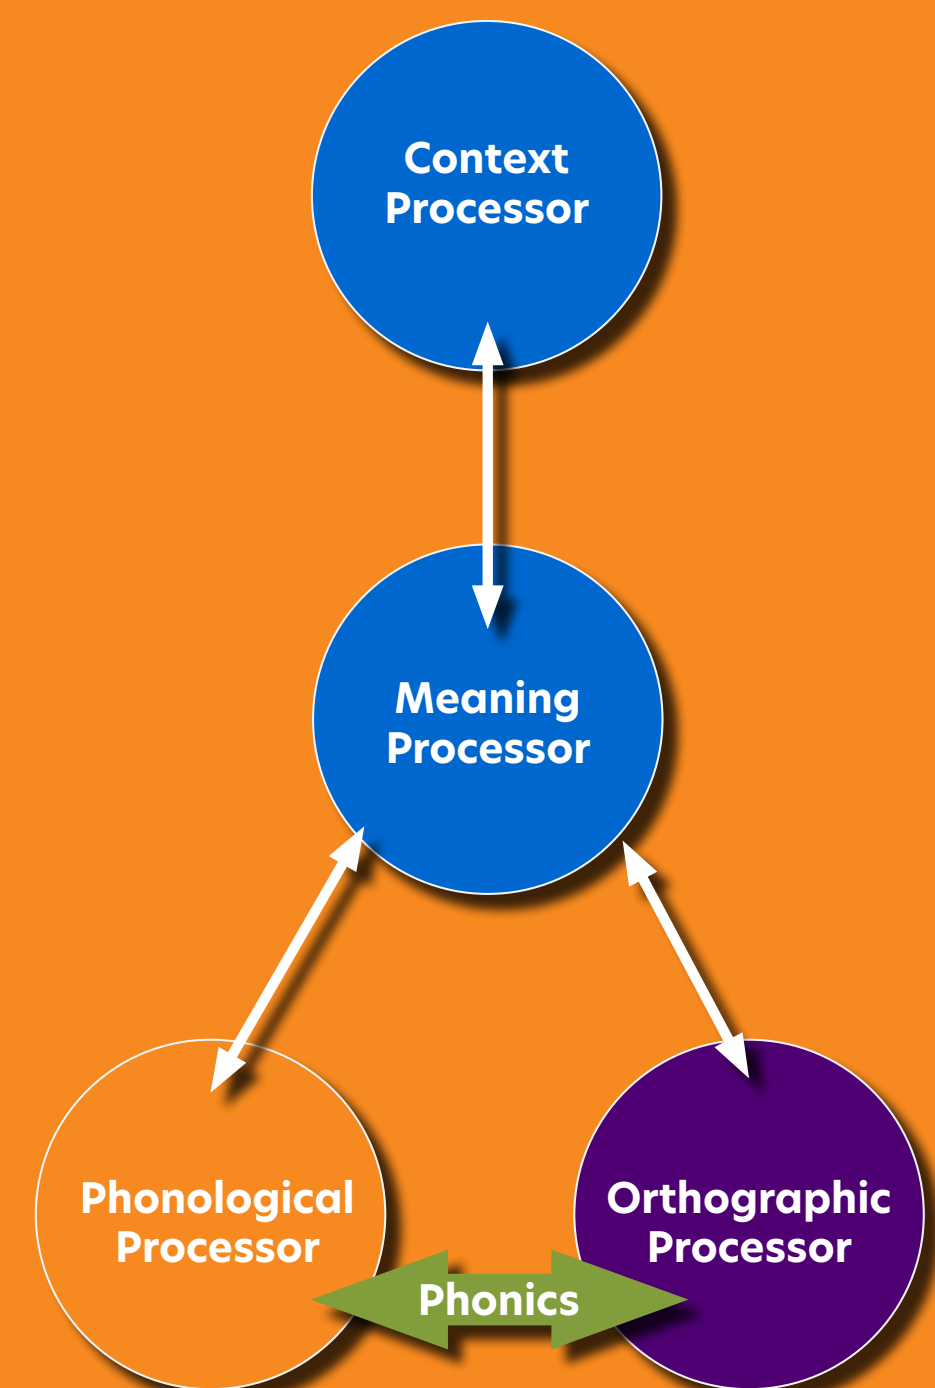 Context
Processor
Meaning
Processor
Phonological
Processor
Orthographic
Processor
Phonics